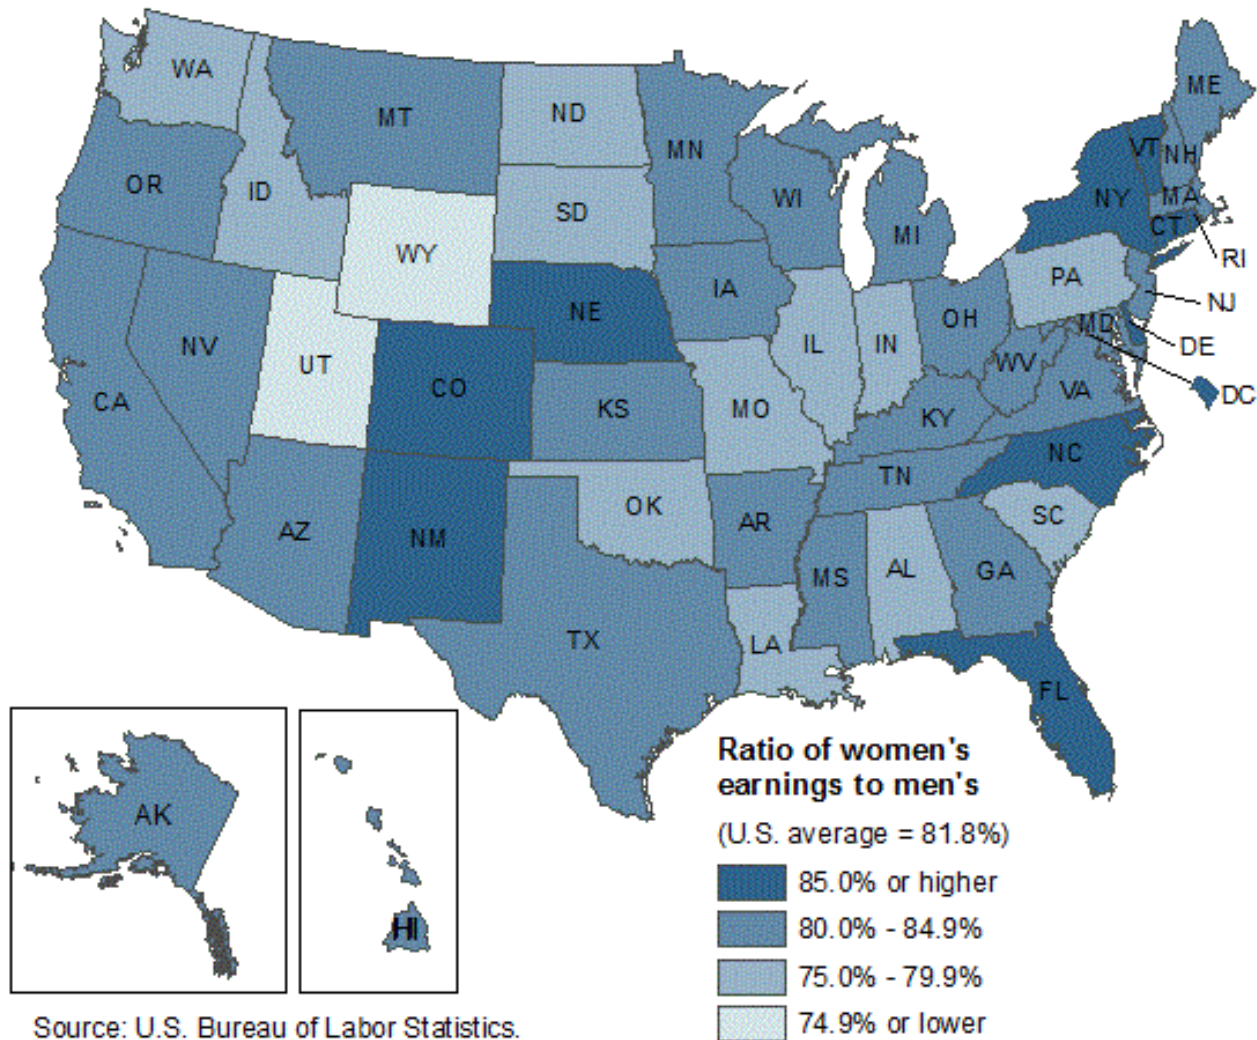 WA
MT
ND
MN
ME
VT
NH
OR
ID
SD
WI
NY
MA
MI
CT
WY
RI
IA
PA
NE
NJ
NV
UT
IL
IN
OH
MD
DE
CO
WV
CA
KS
MO
KY
VA
DC
NC
TN
OK
AZ
NM
AR
SC
MS
AL
GA
TX
LA
FL
AK
HI
Ratio of women's
earnings to men's
(U.S. average = 81.8%)
85.0% or higher
80.0% - 84.9%
75.0% - 79.9%
74.9% or lower
Source: U.S. Bureau of Labor Statistics.